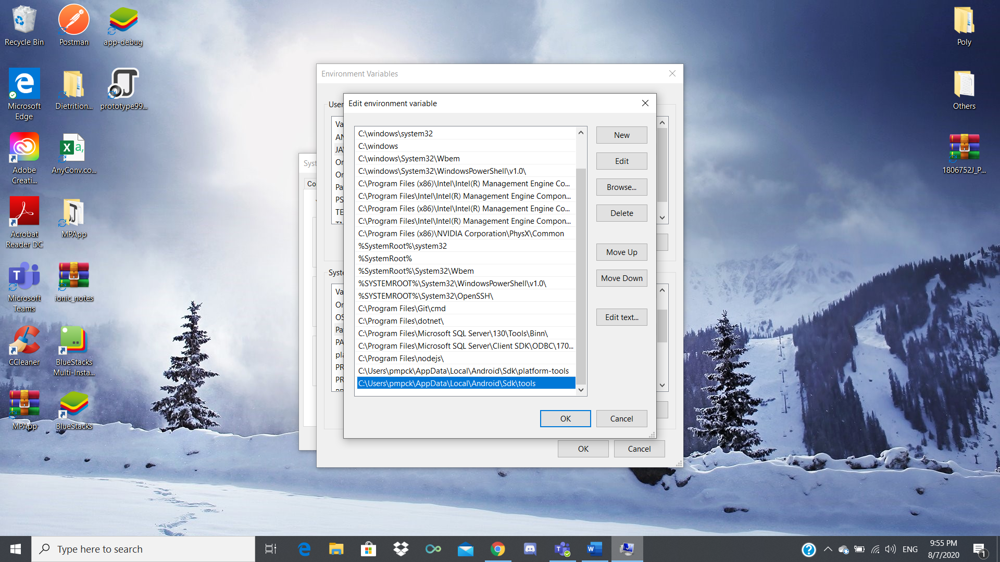 Recycle Bin
Postman
app-debug
Microsoft
Edge
Dietrition...
prototype99...
Adobe
Creati...
AnyConv.co...
Acrobat
Reader DC
MPApp
Microsoft
Teams
ionic_notes
CCleaner
BlueStacks
Multi-Insta...
MPApp
BlueStacks
Poly
Others
1806752J_P...
Environment Variables
User
Va
AN
JA
On
On
Pa
PS
TE
Syst
Co
Syste
Va
On
OS
Pa
PA
pla
PR
PR
Edit environment variable
C:\windows\system32
C:\windows
C:\windows\System32\Wbem
C:\windows\System32\WindowsPowerShell\v1.0\
C:\Program Files (x86)\Intel\Intel(R) Management Engine Co...
C:\Program Files\Intel\Intel(R) Management Engine Compon...
C:\Program Files (x86)\Intel\Intel(R) Management Engine Co...
C:\Program Files\Intel\Intel(R) Management Engine Compon...
C:\Program Files (x86)\NVIDIA Corporation\PhysX\Common
%SystemRoot%\system32
%SystemRoot%
%SystemRoot%\System32\Wbem
%SYSTEMROOT%\System32\WindowsPowerShell\v1.0\
%SYSTEMROOT%\System32\OpenSSH\
C:\Program Files\Git\cmd
C:\Program Files\dotnet\
C:\Program Files\Microsoft SQL Server\130\Tools\Binn\
C:\Program Files\Microsoft SQL Server\Client SDK\ODBC\170...
C:\Program Files\nodejs\
C:\Users\pmpck\AppData\Local\Android\Sdk\platform-tools
C:\Users\pmpck\AppData\Local\Android\Sdk\tools
New
Edit
Browse...
Delete
Move Up
Move Down
Edit text...
OK
Cancel
OK
Cancel
Type here to search
ENG
9:55 PM
8/7/2020
1